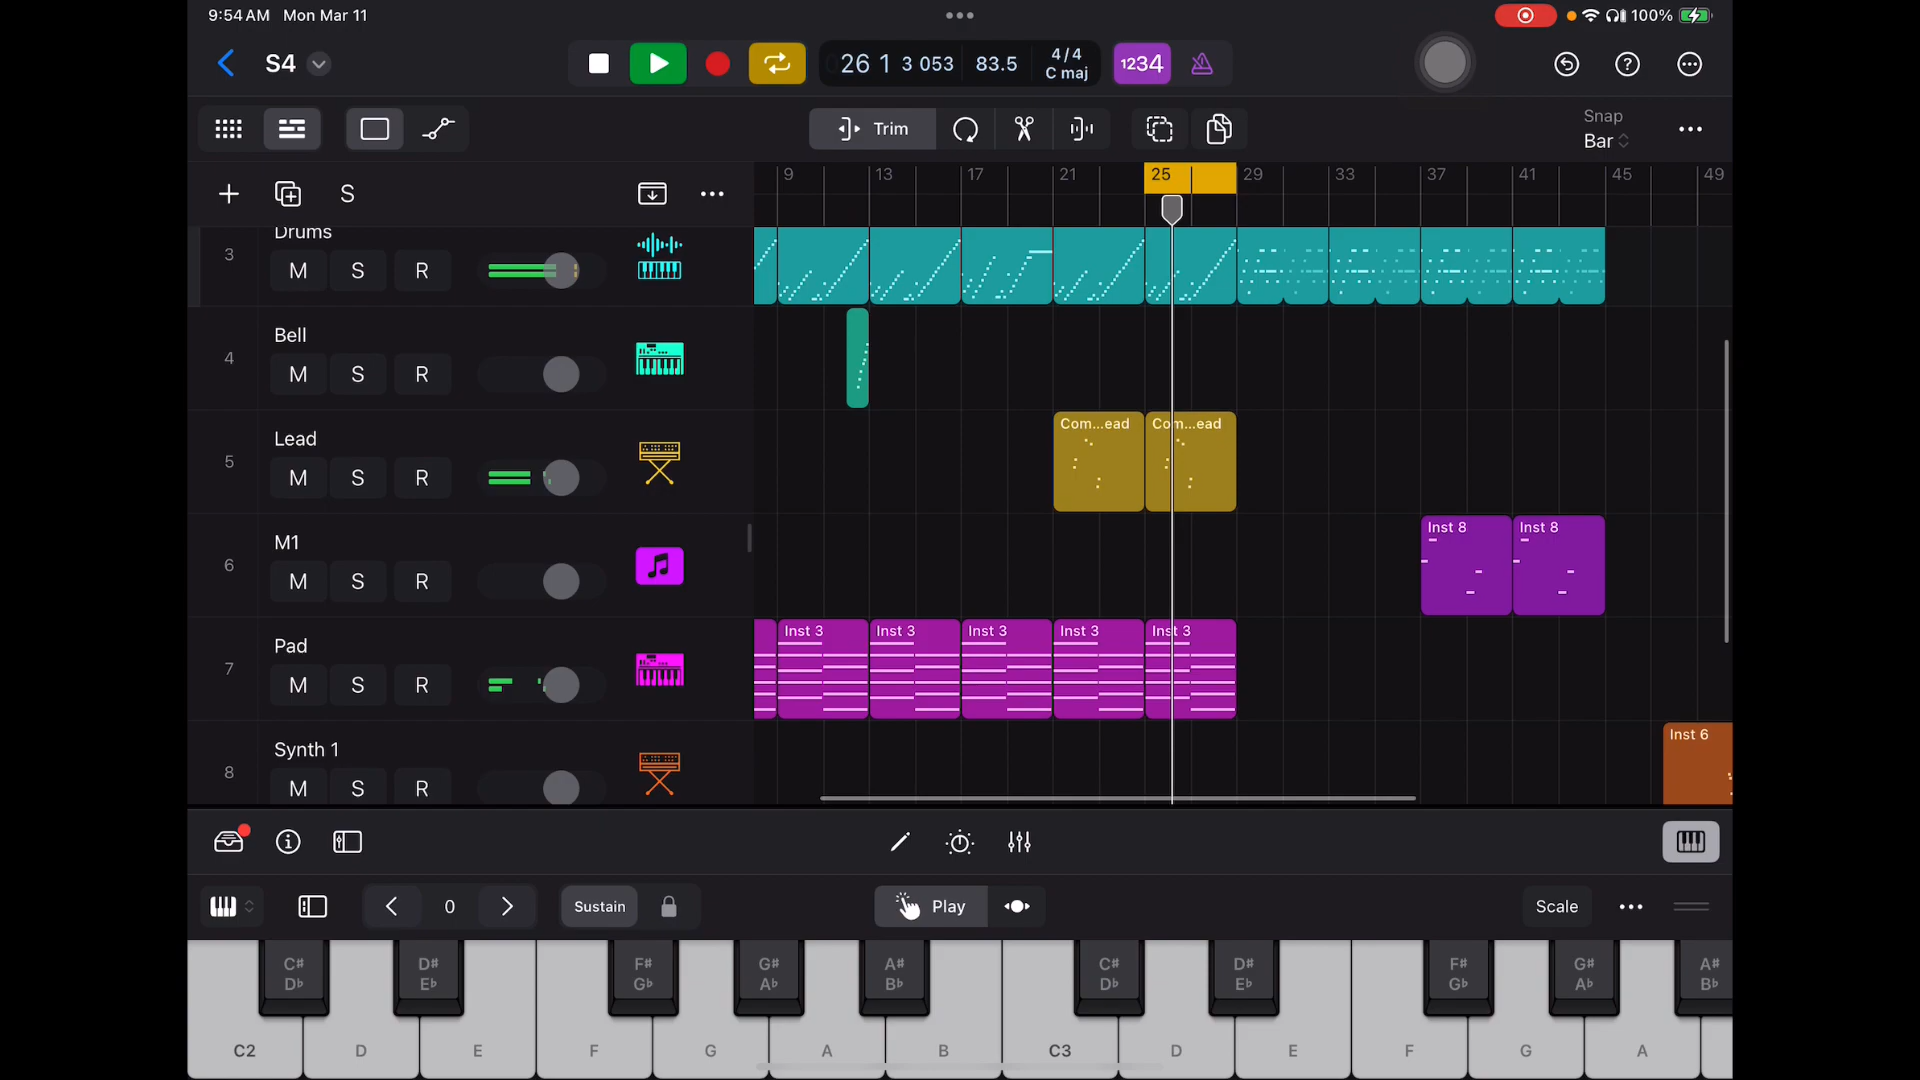 9:54 AM Mon Mar 11
100%
S4
26 1 3 053
83.5
4/4
C maj
1234
Trim
Snap
Bar
S
9 13 17 21 25 29 33 37 41 45 49
3
Drums
M S R
4
Bell
M S R
5
Lead
M S R
Com...ead Com...ead
6
M1
M S R
Inst 8 Inst 8
7
Pad
M S R
Inst 3 Inst 3 Inst 3 Inst 3 Inst 3
8
Synth 1
M S R
Inst 6
0
Sustain
Play
Scale
C# D# F# G# A# C# D# F# G# A#
D♭ E♭ G♭ A♭ B♭ D♭ E♭ G♭ A♭ B♭
C2 D E F G A B C3 D E F G A